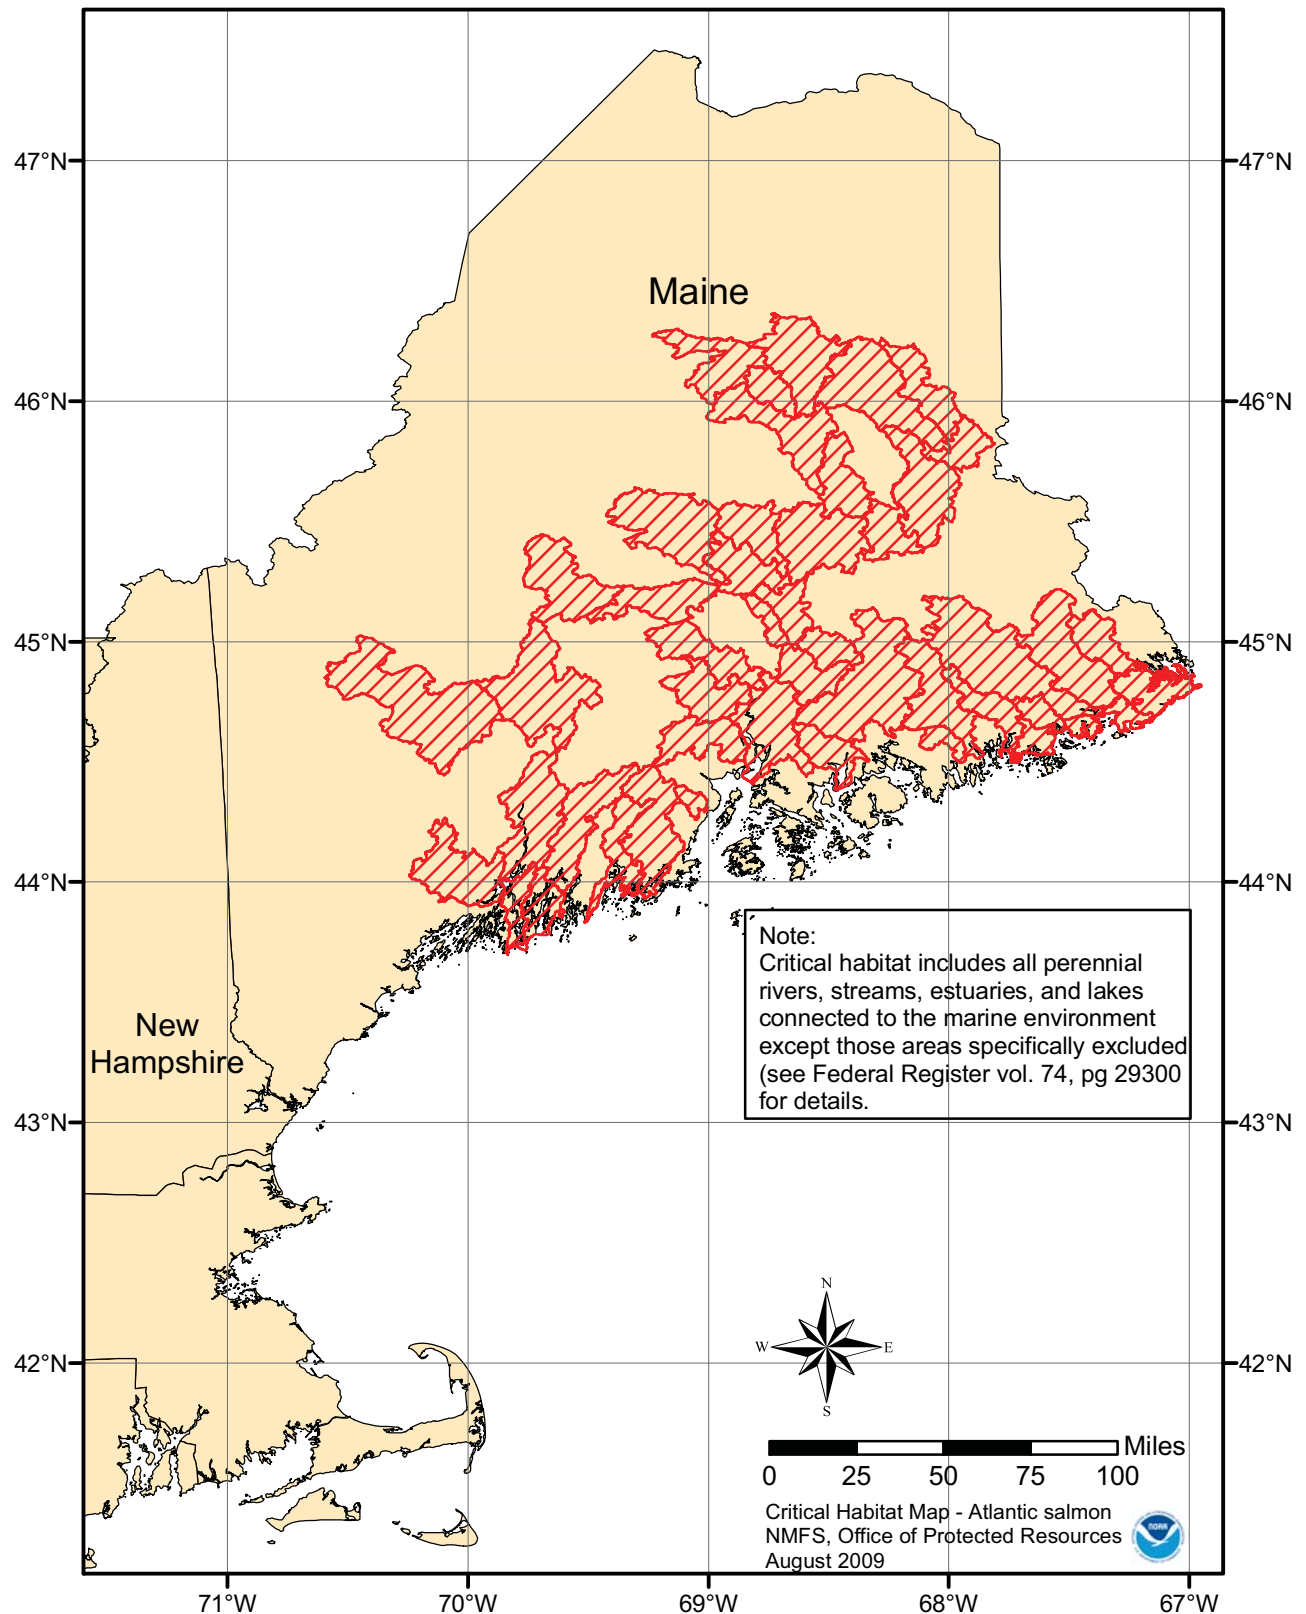 47°N
47°N
Maine
46°N
46°N
45°N
45°N
44°N
44°N
Note:
Critical habitat includes all perennial
rivers, streams, estuaries, and lakes
connected to the marine environment
except those areas specifically excluded
(see Federal Register vol. 74, pg 29300
for details.
New
Hampshire
43°N
43°N
N
W
E
S
42°N
42°N
Miles
0 25 50 75 100
Critical Habitat Map - Atlantic salmon
NMFS, Office of Protected Resources
August 2009
NOAA
71°W 70°W 69°W 68°W 67°W